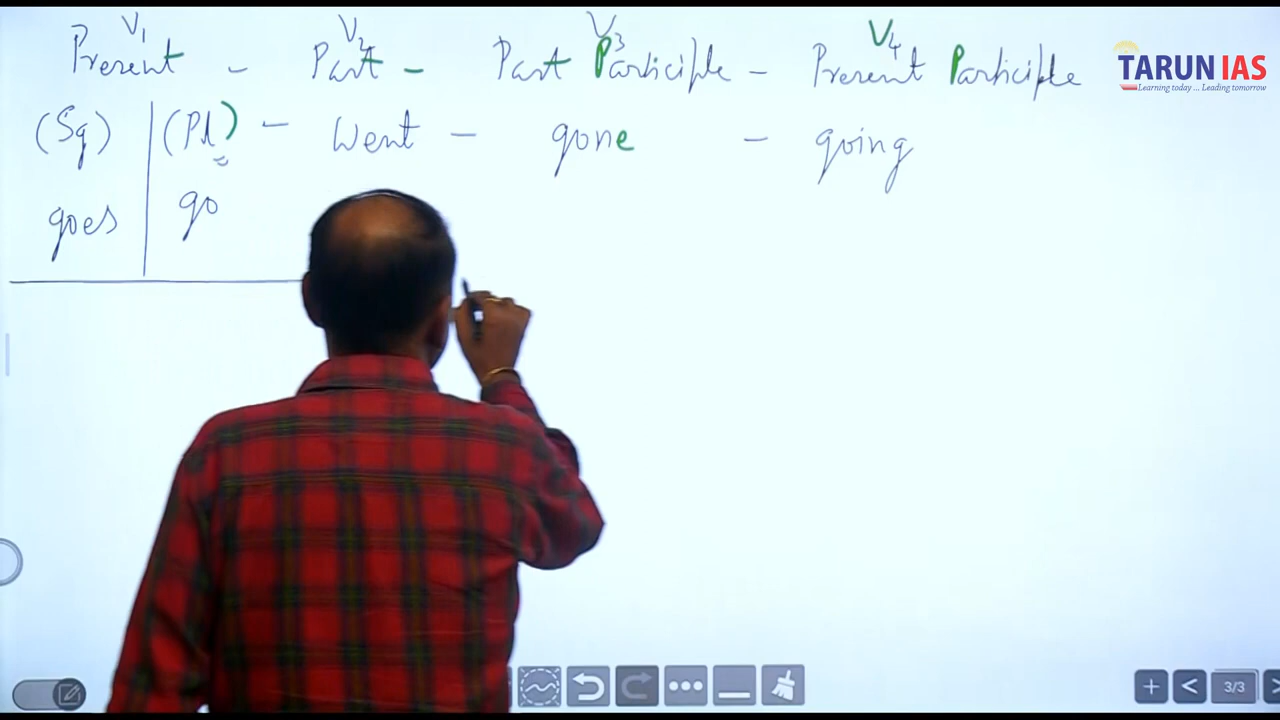 V1 V2 V3 V4
Present - Past - Past Participle - Present Participle
(Sg) (Pl) - Went - gone - going
goes go
TARUN IAS
Learning today ... Leading tomorrow
3/3